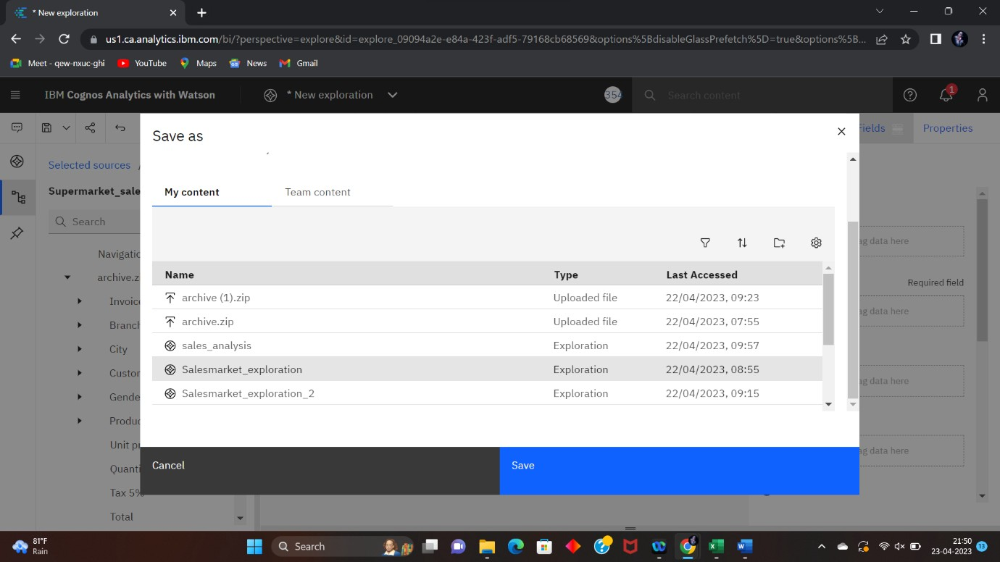 * New exploration
us1.ca.analytics.ibm.com/bi/?perspective=explore&id=explore_09094a2e-e84a-423f-adf5-79168cb68569&options%5BdisableGlassPrefetch%5D=true&options%5B...
Meet - qew-nxuc-ghi YouTube Maps News Gmail
IBM Cognos Analytics with Watson * New exploration 354 Search content 1
Save as
Fields Properties
Selected sources /
My content Team content
Supermarket_sale
Search
Navigatio
Name Type Last Accessed
archive.z
Required field
archive (1).zip Uploaded file 22/04/2023, 09:23
Invoice
ag data here
archive.zip Uploaded file 22/04/2023, 07:55
Branch
ag data here
sales_analysis Exploration 22/04/2023, 09:57
City
Salesmarket_exploration Exploration 22/04/2023, 08:55
Custor
ag data here
Salesmarket_exploration_2 Exploration 22/04/2023, 09:15
Gende
Produc
Unit pr
ag data here
Cancel Save
Quanti
Tax 5%
Total
81°F
Rain
Search
21:50
23-04-2023
13